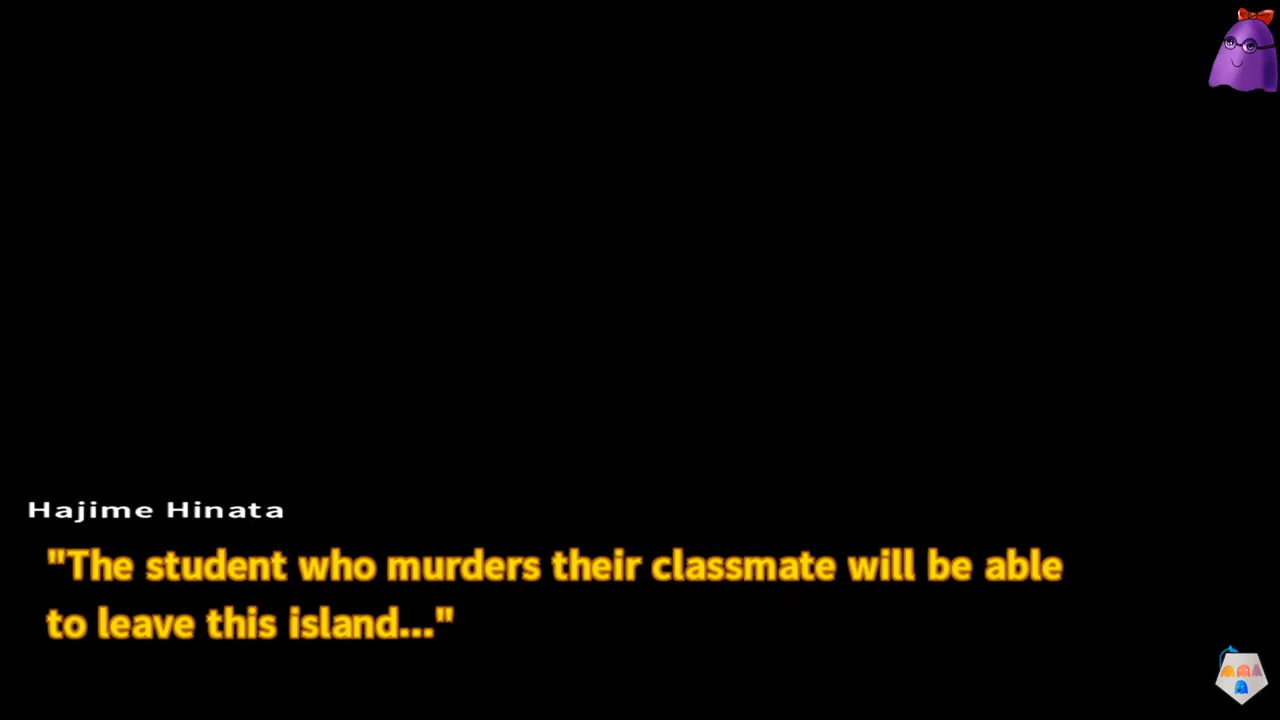 Hajime Hinata
"The student who murders their classmate will be able
to leave this island..."